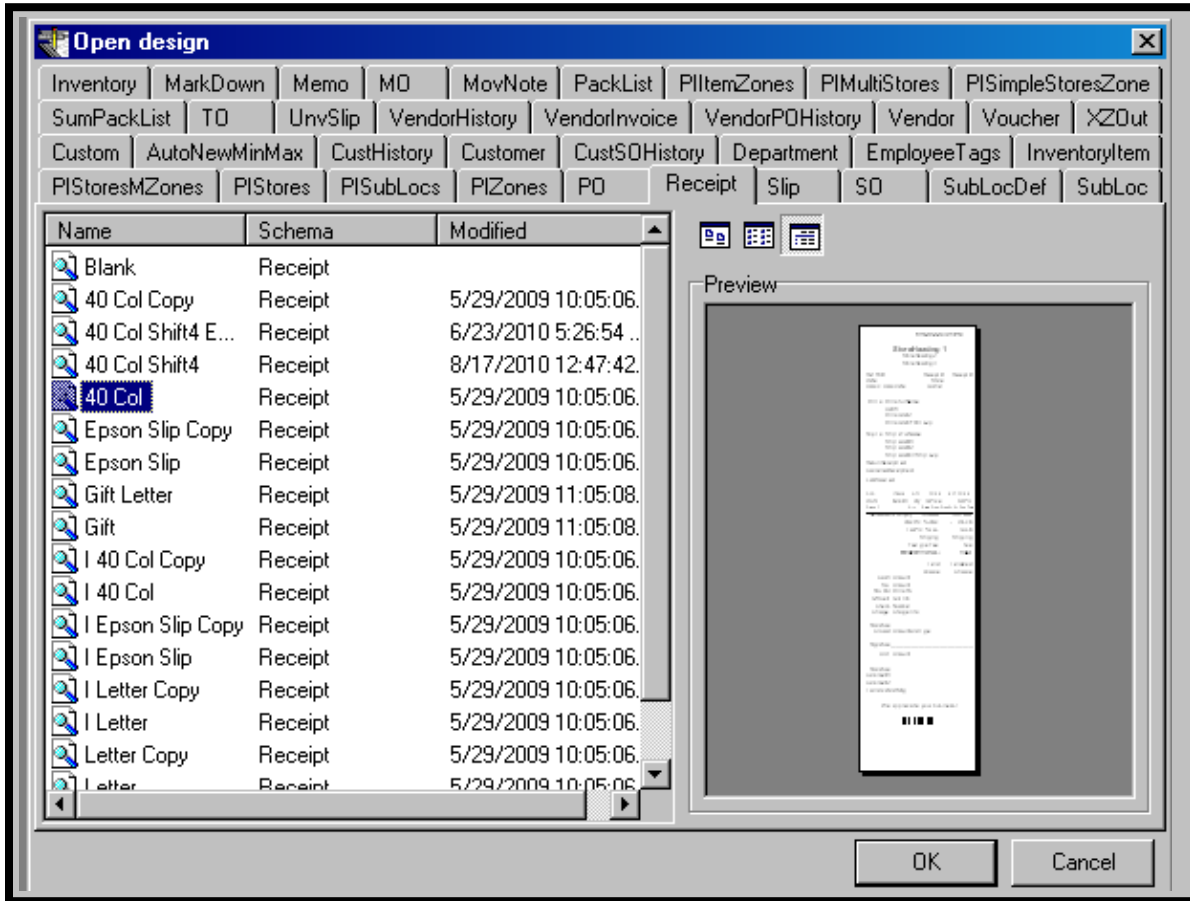 Open design
Inventory MarkDown Memo MO MovNote PackList PIItemZones PIMultiStores PISimpleStoresZone
SumPackList TO UnvSlip VendorHistory VendorInvoice VendorPOHistory Vendor Voucher XZOut
Custom AutoNewMinMax CustHistory Customer CustSOHistory Department EmployeeTags InventoryItem
PIStoresMZones PIStores PISubLocs PIZones PO Receipt Slip SO SubLocDef SubLoc
Name Schema Modified
Blank Receipt
40 Col Copy Receipt 5/29/2009 10:05:06.
40 Col Shift4 E... Receipt 6/23/2010 5:26:54 ..
40 Col Shift4 Receipt 8/17/2010 12:47:42.
40 Col Receipt 5/29/2009 10:05:06.
Epson Slip Copy Receipt 5/29/2009 10:05:06.
Epson Slip Receipt 5/29/2009 10:05:06.
Gift Letter Receipt 5/29/2009 11:05:08.
Gift Receipt 5/29/2009 11:05:08.
I 40 Col Copy Receipt 5/29/2009 10:05:06.
I 40 Col Receipt 5/29/2009 10:05:06.
I Epson Slip Copy Receipt 5/29/2009 10:05:06.
I Epson Slip Receipt 5/29/2009 10:05:06.
I Letter Copy Receipt 5/29/2009 10:05:06.
I Letter Receipt 5/29/2009 10:05:06.
Letter Copy Receipt 5/29/2009 10:05:06.
Letter Receipt 5/29/2009 10:05:06
Preview
OK Cancel